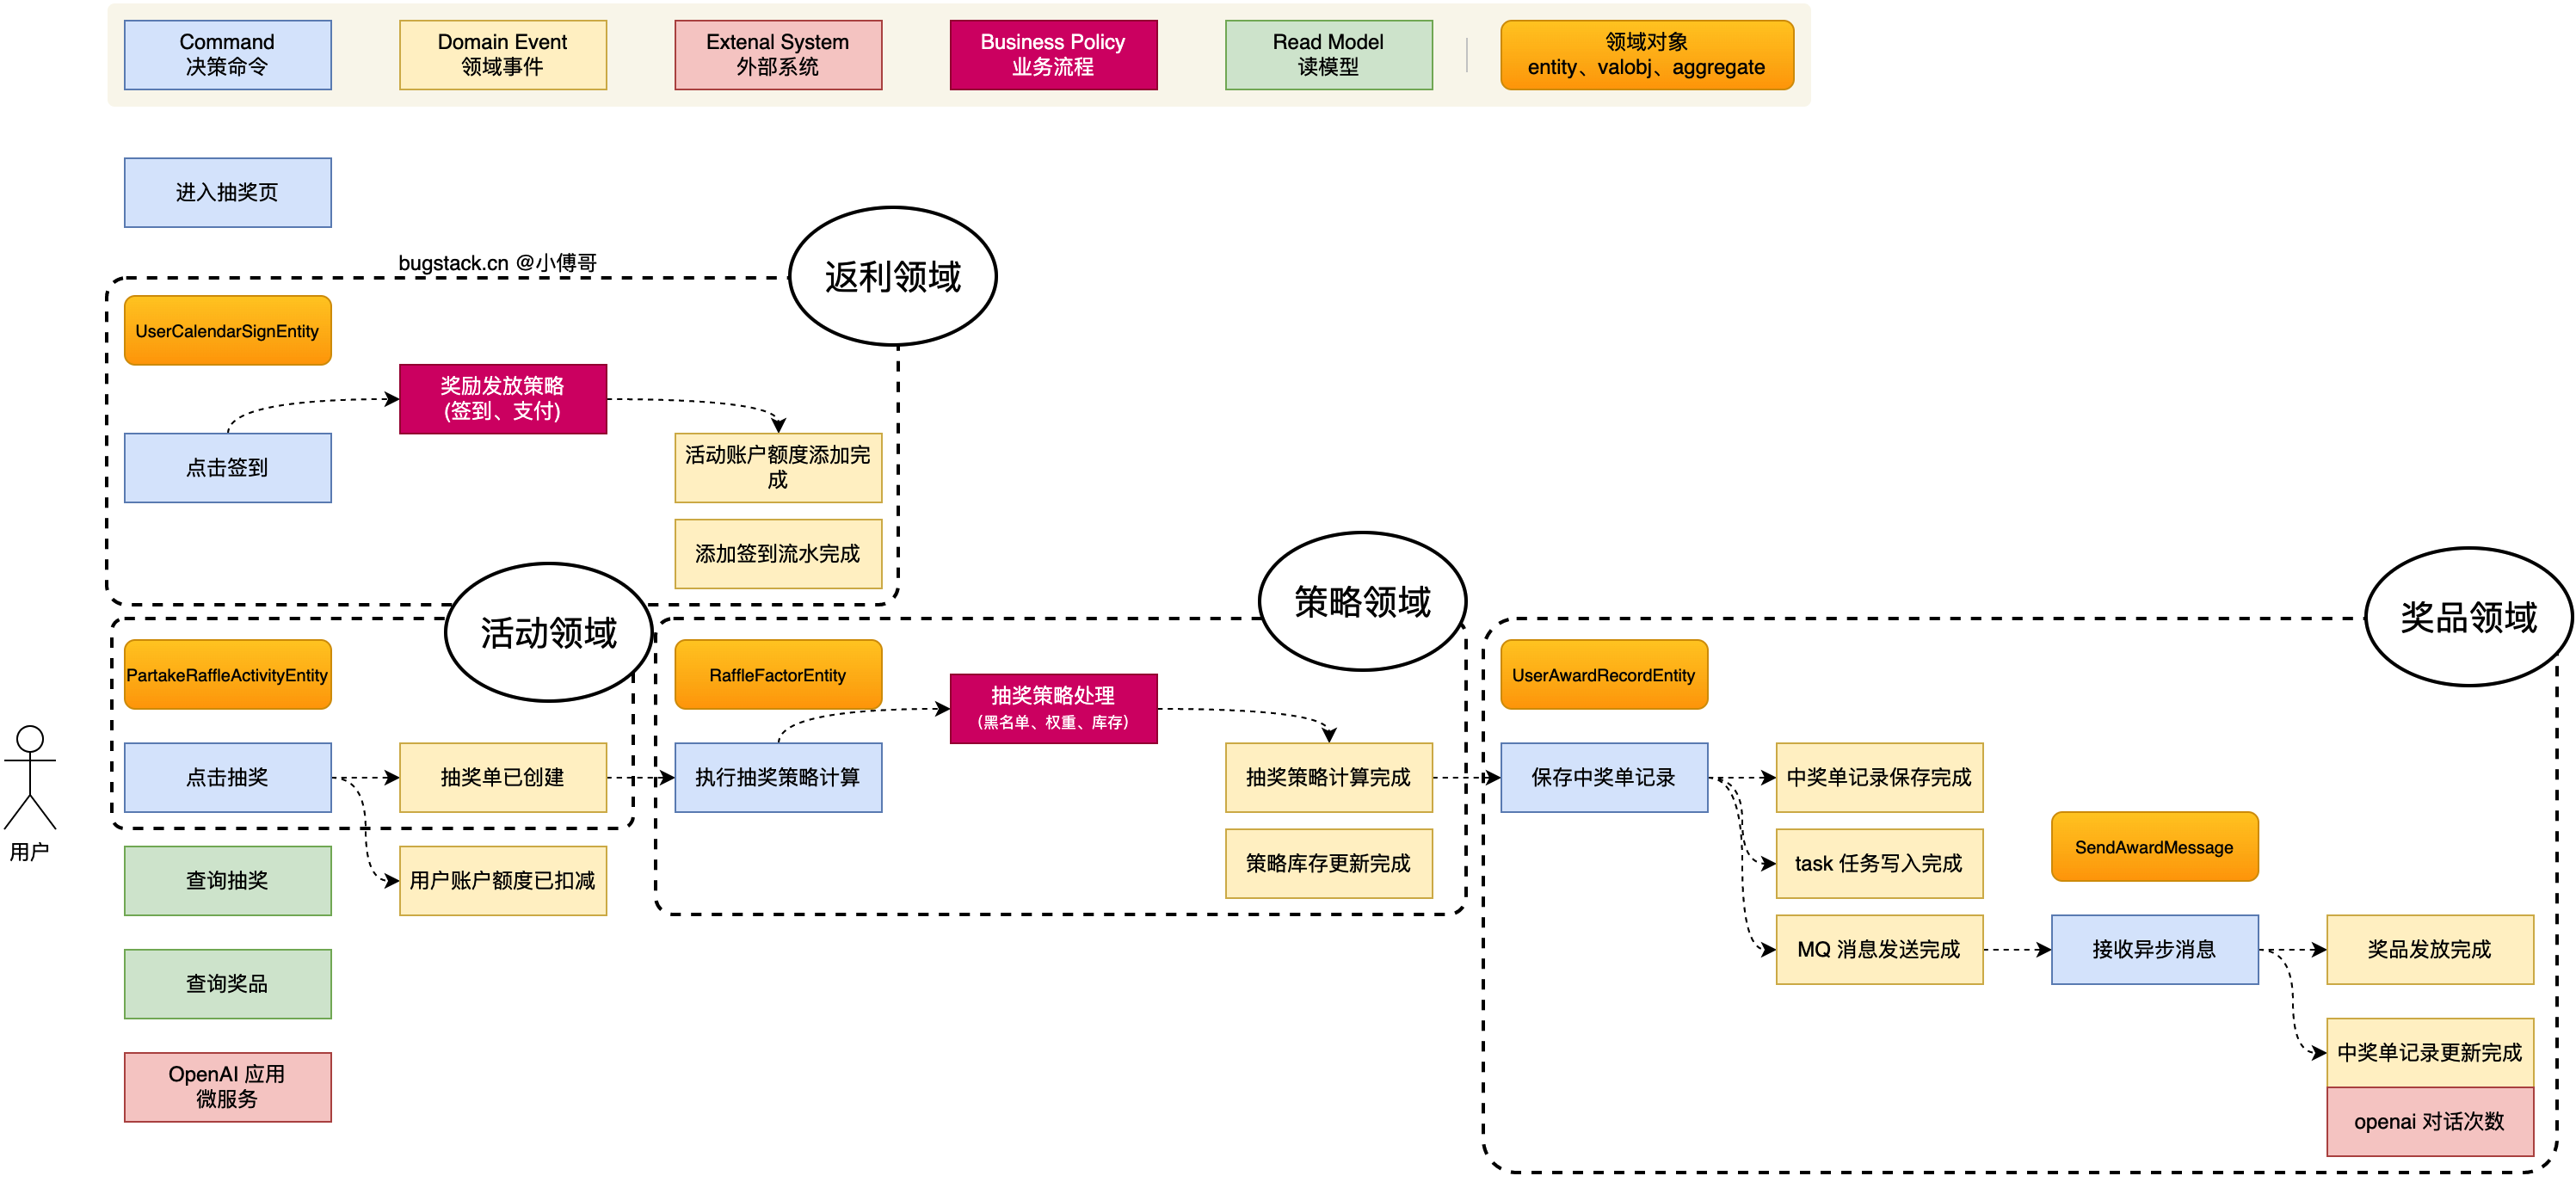 Command
决策命令
Domain Event
领域事件
Extenal System
外部系统
Business Policy
业务流程
Read Model
读模型
领域对象
entity、valobj、aggregate
进入抽奖页
bugstack.cn @小傅哥
返利领域
UserCalendarSignEntity
奖励发放策略
(签到、支付)
点击签到
活动账户额度添加完
成
添加签到流水完成
活动领域
策略领域
奖品领域
PartakeRaffleActivityEntity
RaffleFactorEntity
抽奖策略处理
（黑名单、权重、库存）
UserAwardRecordEntity
点击抽奖
抽奖单已创建
执行抽奖策略计算
抽奖策略计算完成
保存中奖单记录
中奖单记录保存完成
用户
查询抽奖
用户账户额度已扣减
策略库存更新完成
task 任务写入完成
SendAwardMessage
MQ 消息发送完成
接收异步消息
奖品发放完成
查询奖品
中奖单记录更新完成
OpenAI 应用
微服务
openai 对话次数